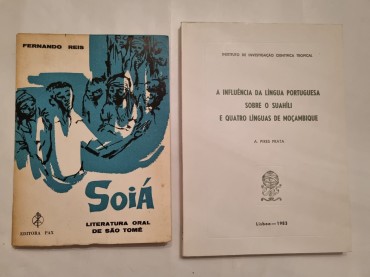 FERNANDO REIS
SOIÁ
LITERATURA ORAL
DE SÃO TOMÉ
EDITORA PAX
INSTITUTO DE INVESTIGAÇÃO CIENTÍFICA TROPICAL
A INFLUÊNCIA DA LÍNGUA PORTUGUESA
SOBRE O SUAHÍLI
E QUATRO LÍNGUAS DE MOÇAMBIQUE
A. PIRES PRATA
Lisboa — 1983